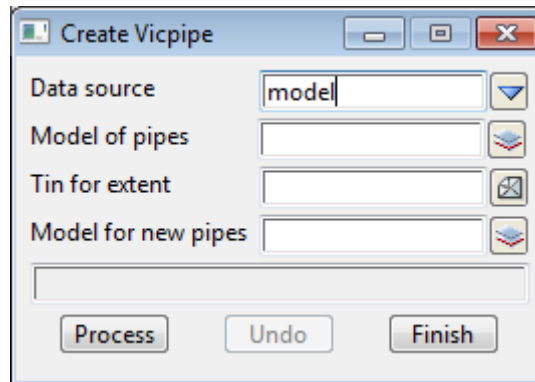 Create Vicpipe
Data source model
Model of pipes
Tin for extent
Model for new pipes
Process Undo Finish